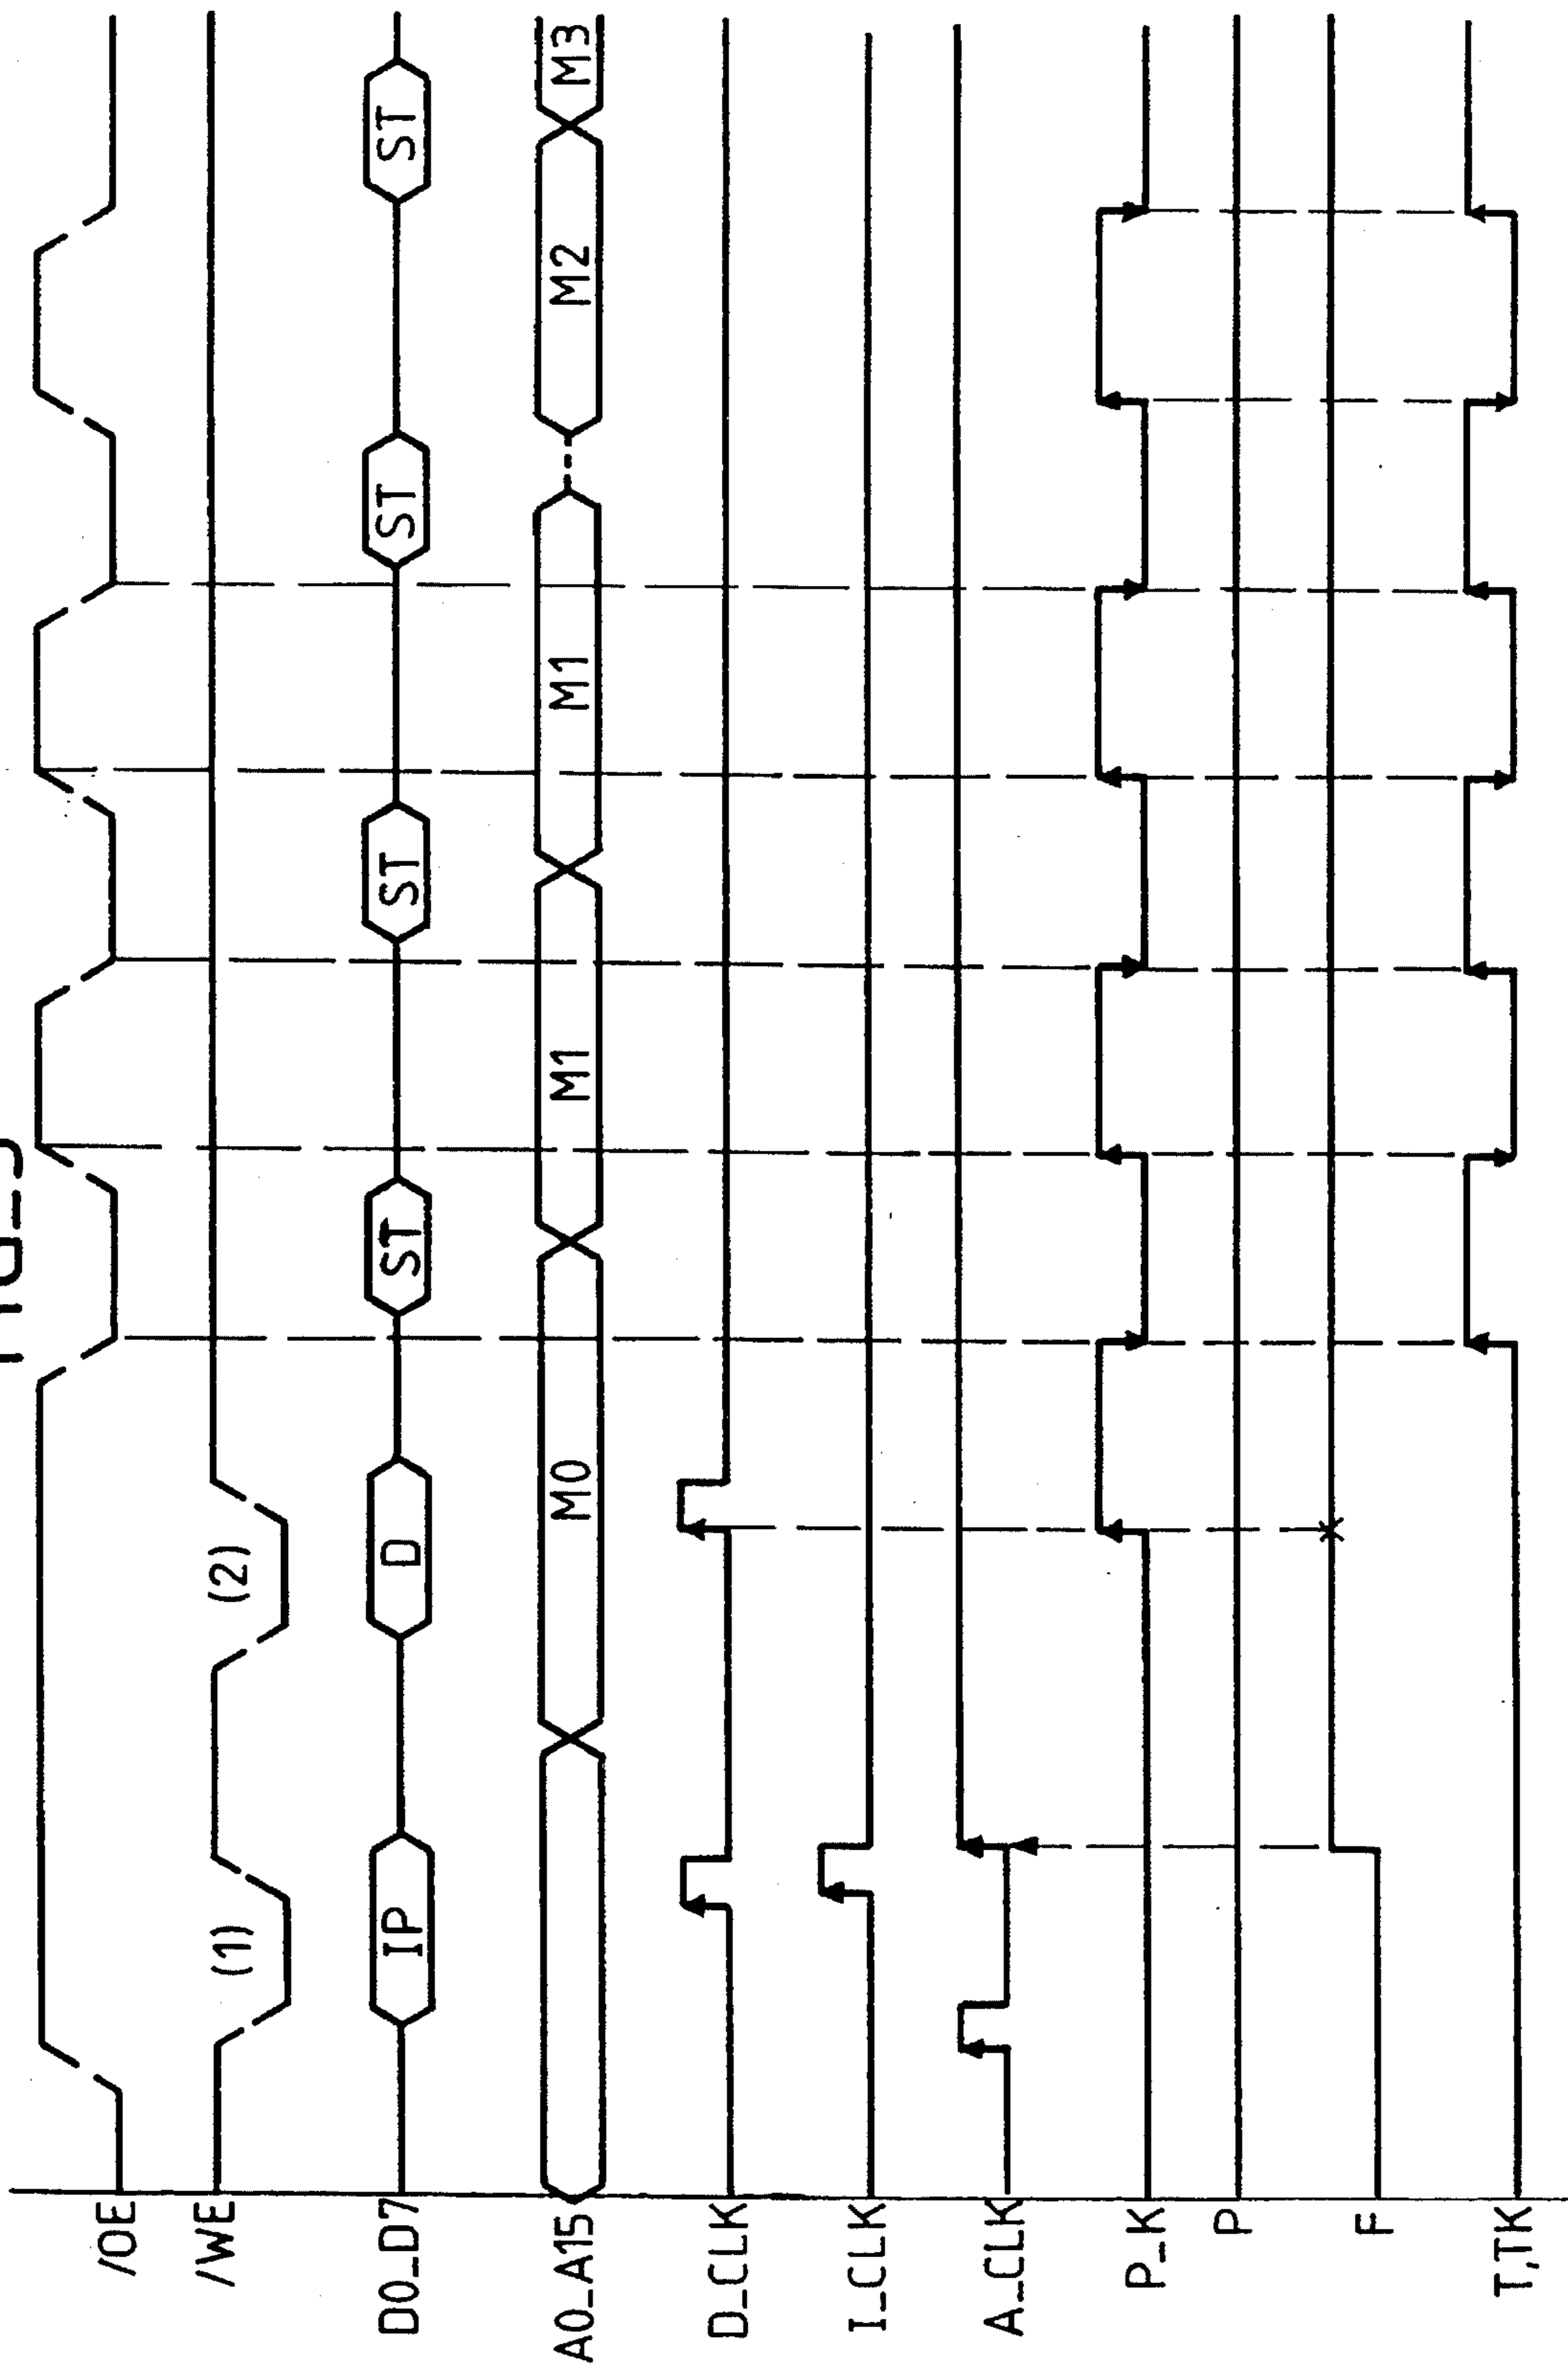 /OE
/WE (1) (2)
D0_D7 IP D ST ST ST ST
A0_A15 M0 M1 M1 M2 M3
D_CLK
I_CLK
A_CLK
P_K
P
F
T,TK